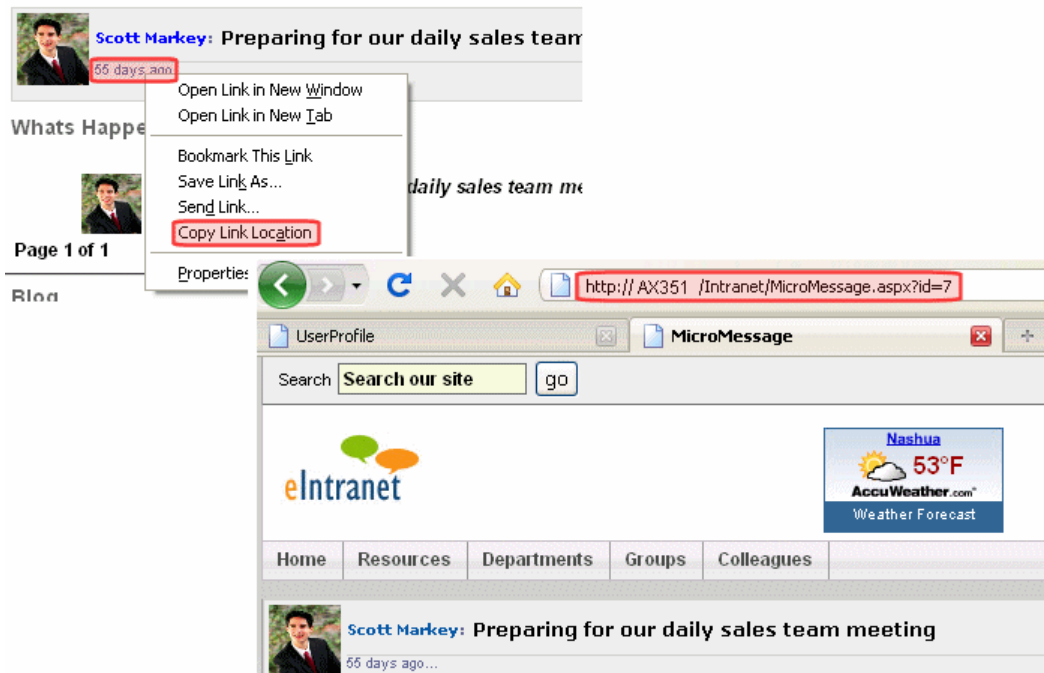 Scott Markey: Preparing for our daily sales team
55 days ago
Open Link in New Window
Open Link in New Tab
Whats Happe
Bookmark This Link
Save Link As...
daily sales team me
Send Link...
Copy Link Location
Page 1 of 1
Properties
Blog
http:// AX351 /Intranet/MicroMessage.aspx?id=7
UserProfile
MicroMessage
Search
Search our site
go
eIntranet
Nashua
53°F
AccuWeather.com
Weather Forecast
Home Resources Departments Groups Colleagues
Scott Markey: Preparing for our daily sales team meeting
55 days ago...